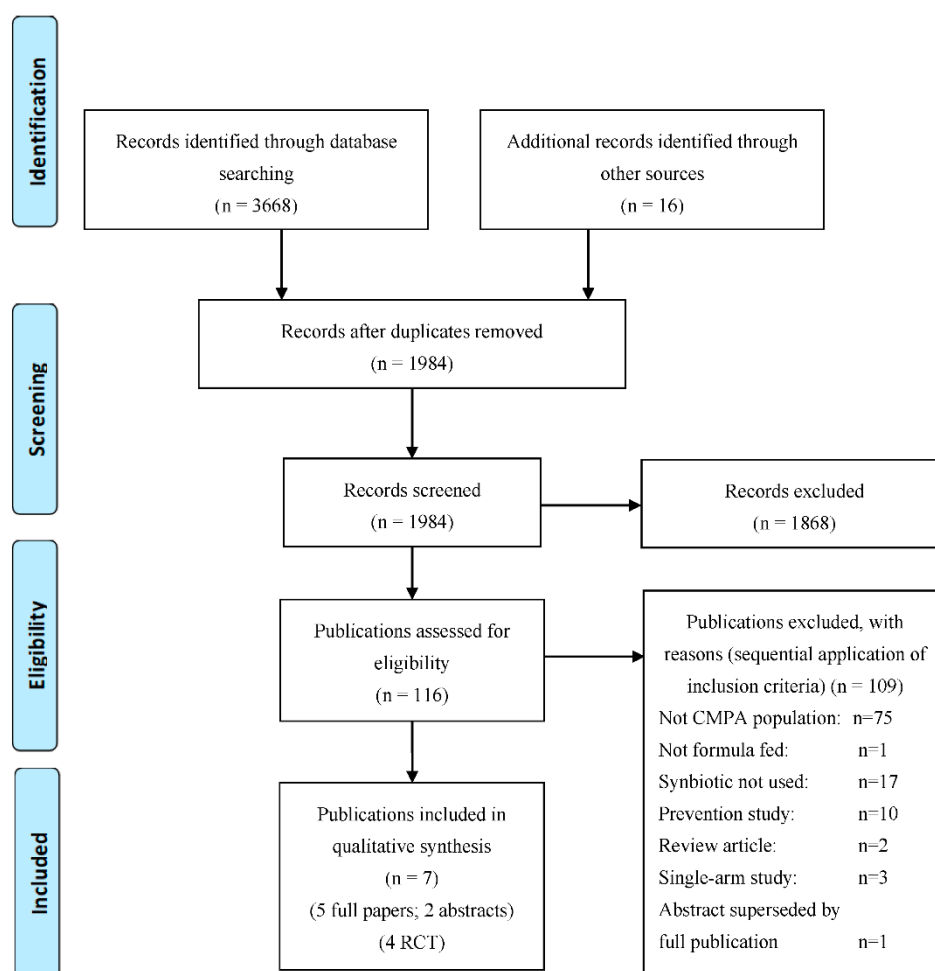 Identification
Records identified through database
searching
(n = 3668)
Additional records identified through
other sources
(n = 16)
Screening
Records after duplicates removed
(n = 1984)
Records screened
(n = 1984)
Records excluded
(n = 1868)
Eligibility
Publications assessed for
eligibility
(n = 116)
Publications excluded, with
reasons (sequential application of
inclusion criteria) (n = 109)
Not CMPA population: n=75
Not formula fed: n=1
Synbiotic not used: n=17
Prevention study: n=10
Review article: n=2
Single-arm study: n=3
Abstract superseded by
full publication n=1
Included
Publications included in
qualitative synthesis
(n = 7)
(5 full papers; 2 abstracts)
(4 RCT)